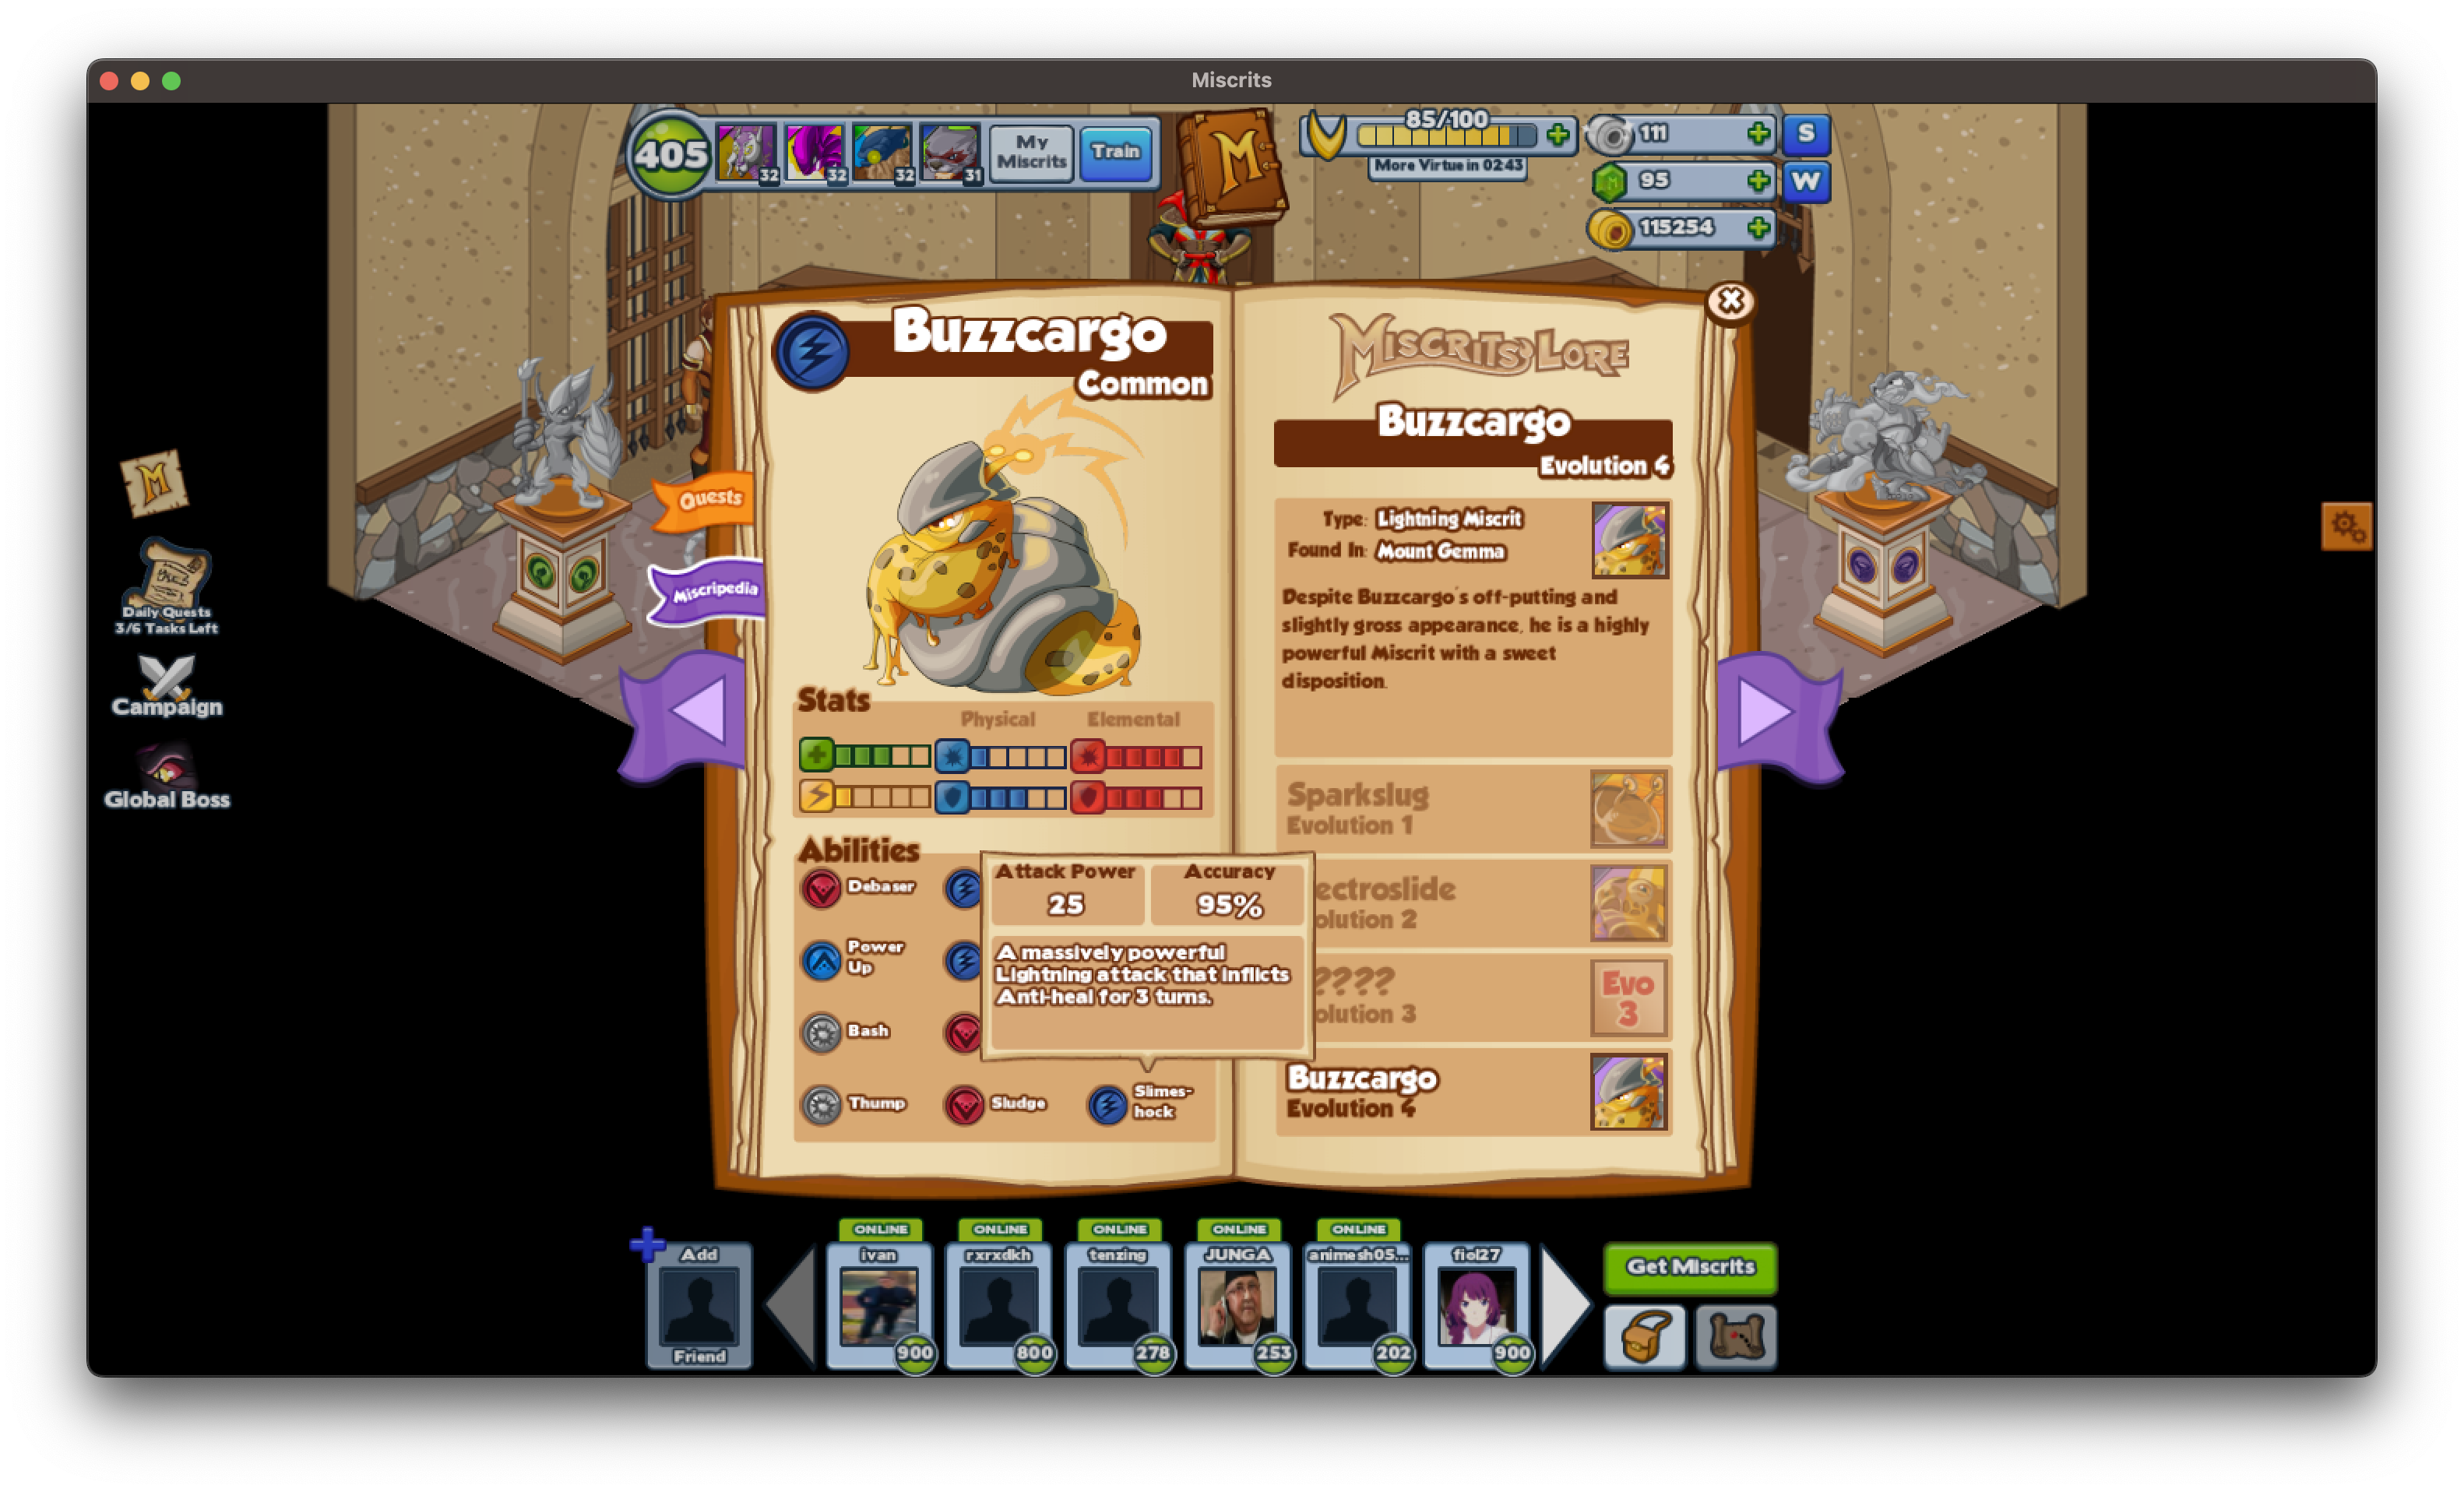 Miscrits
405
32
32
32
31
My
Miscrits
Train
M
85/100
More Virtue in 02:43
111
S
95
W
115254
M
Daily Quests
3/6 Tasks Left
Campaign
Global Boss
Quests
Miscripedia
Buzzcargo
Common
Stats
Physical
Elemental
Abilities
Debaser
Power
Up
Bash
Thump
Sludge
Slimes-
hock
Attack Power
25
Accuracy
95%
A massively powerful
Lightning attack that inflicts
Anti-heal for 3 turns.
Miscrits Lore
Buzzcargo
Evolution 4
Type: Lightning Miscrit
Found In: Mount Gemma
Despite Buzzcargo's off-putting and
slightly gross appearance, he is a highly
powerful Miscrit with a sweet
disposition.
Sparkslug
Evolution 1
ectroslide
olution 2
????
olution 3
Evo
3
Buzzcargo
Evolution 4
Add
Friend
ONLINE
ivan
900
ONLINE
rxrxdkh
800
ONLINE
tenzing
278
ONLINE
JUNGA
253
ONLINE
animesh05...
202
fiol27
900
Get Miscrits